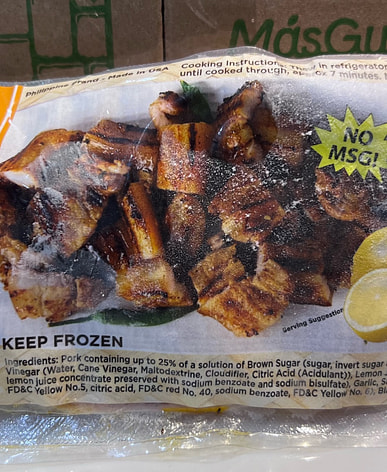 MásGu
Cooking Instructions: Thaw in refrigerator
Philippine Brand - Made in USA
until cooked through, approx 7 minutes.
NO
MSG!
Serving Suggestion
KEEP FROZEN
Ingredients: Pork containing up to 25% of a solution of Brown Sugar (sugar, invert sugar
Vinegar (Water, Cane Vinegar, Maltodextrine, Cloudifier, Citric Acid (Acidulant)), Lemon
lemon juice concentrate preserved with sodium benzoate and sodium bisulfate), Garlic,
FD&C Yellow No.5, citric acid, FD&C red No. 40, sodium benzoate, FD&C Yellow No. 6),